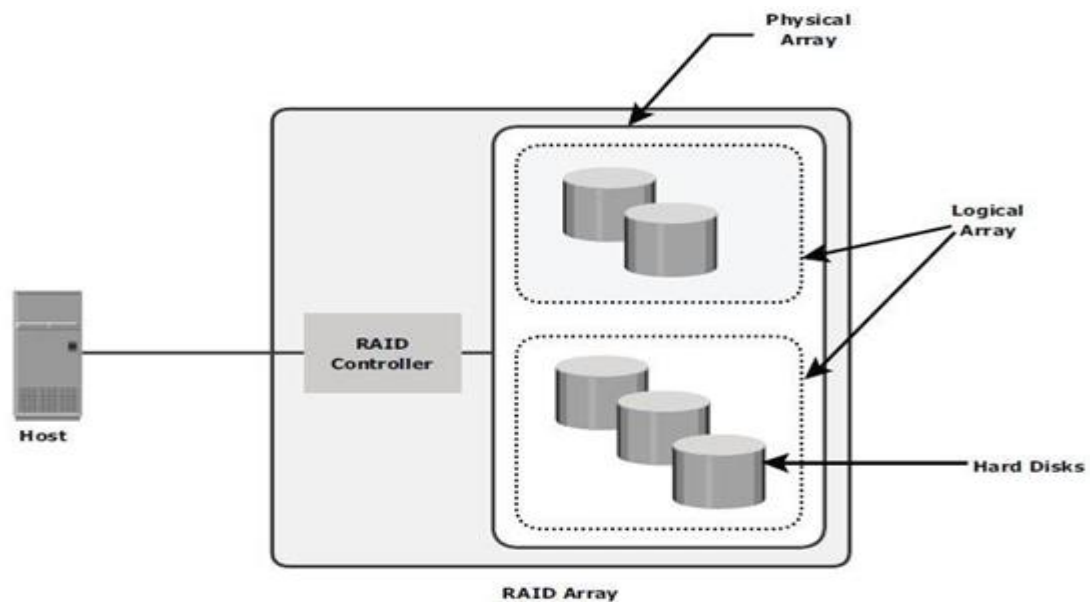 Physical
Array
Logical
Array
RAID
Controller
Host
Hard Disks
RAID Array